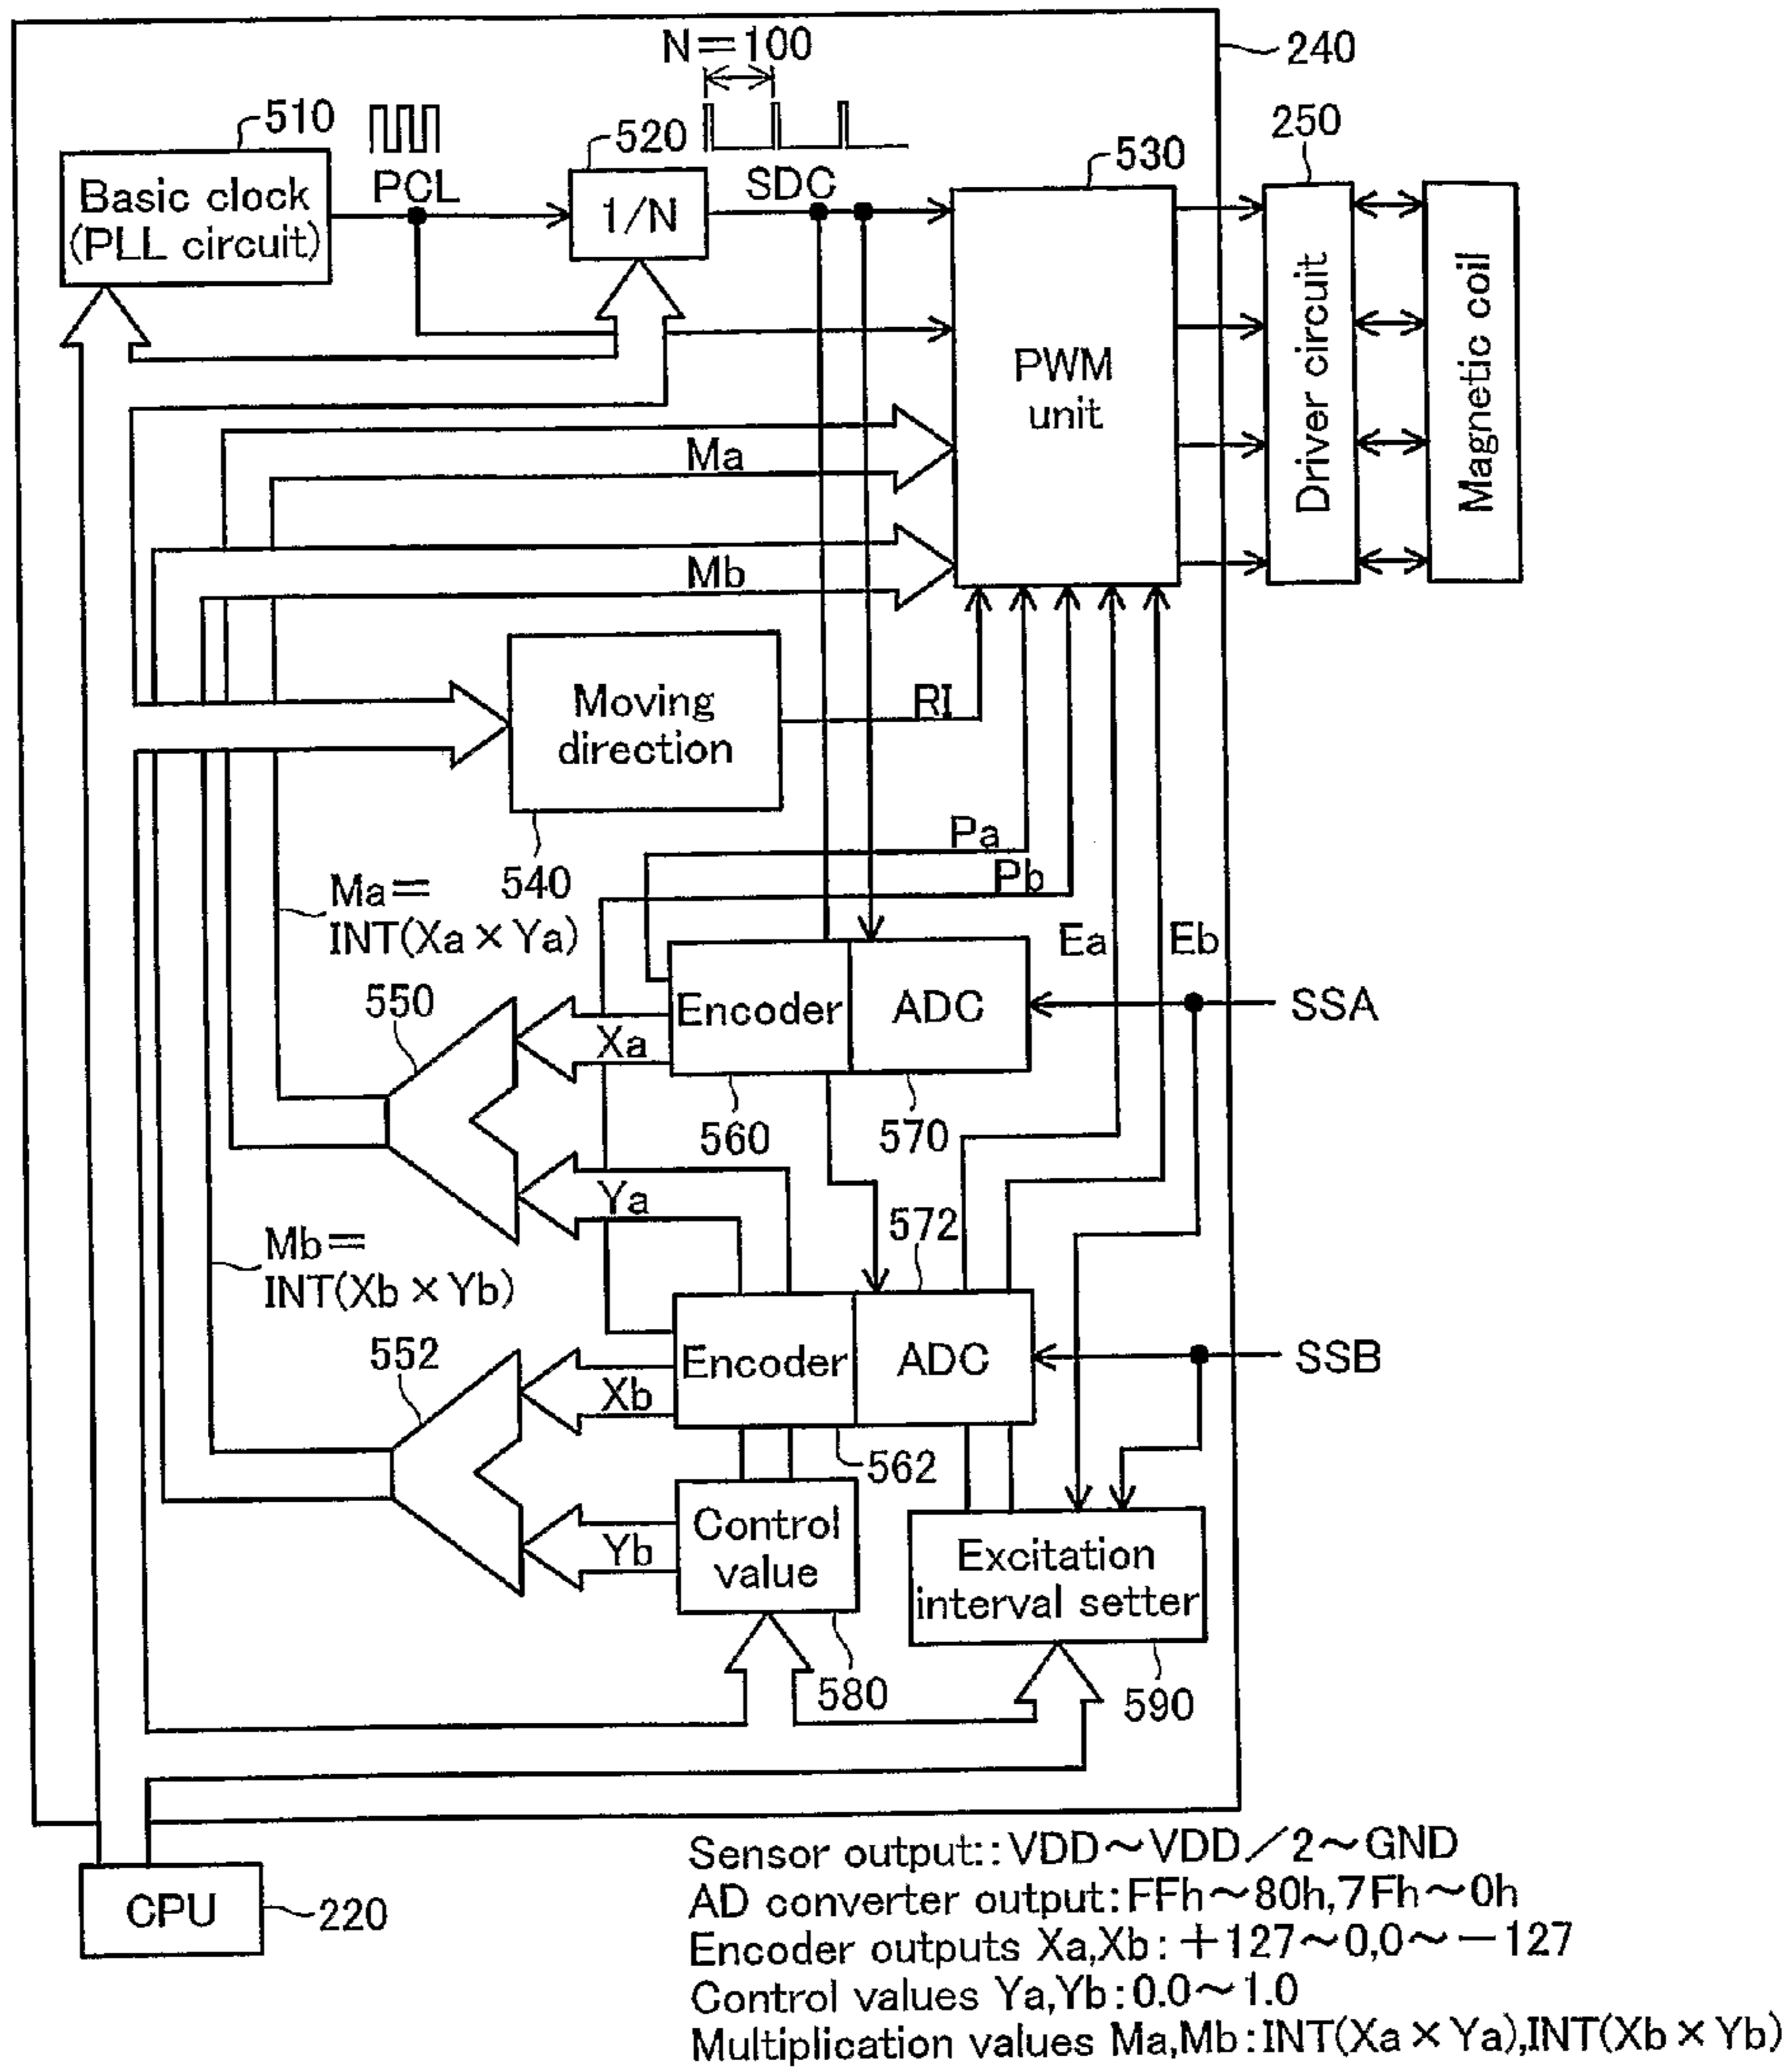 N=100
240
510
520
250
530
PCL
SDC
Basic clock
(PLL circuit)
1/N
PWM
unit
Driver circuit
Magnetic coil
Ma
Mb
Moving
direction
RI
540
Pa
Pb
Ma=
INT(Xa×Ya)
Ea
Eb
550
Encoder
ADC
SSA
Xa
560
570
Ya
572
Mb=
INT(Xb×Yb)
552
Encoder
ADC
SSB
Xb
562
Control
value
Yb
Excitation
interval setter
580
590
CPU
220
Sensor output::VDD~VDD/2~GND
AD converter output:FFh~80h,7Fh~0h
Encoder outputs Xa,Xb:+127~0,0~-127
Control values Ya,Yb:0.0~1.0
Multiplication values Ma,Mb:INT(Xa×Ya),INT(Xb×Yb)